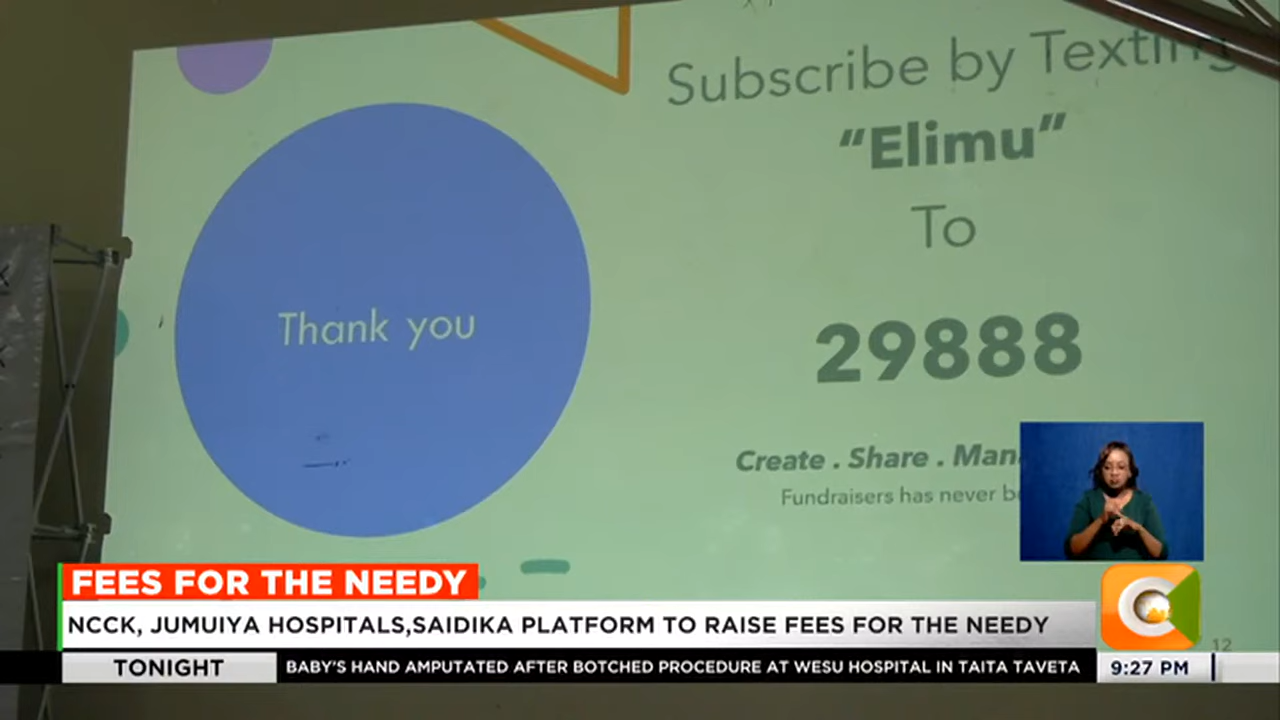 Subscribe by Texting
"Elimu"
To
29888
Thank you
Create . Share .
Fundraisers has never
FEES FOR THE NEEDY
NCCK, JUMUIYA HOSPITALS,SAIDIKA PLATFORM TO RAISE FEES FOR THE NEEDY
12
TONIGHT
BABY'S HAND AMPUTATED AFTER BOTCHED PROCEDURE AT WESU HOSPITAL IN TAITA TAVETA
9:27 PM